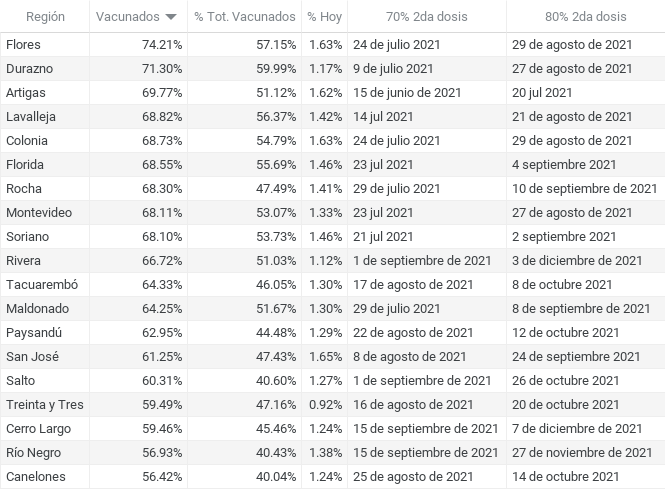 Región Vacunados % Tot. Vacunados % Hoy 70% 2da dosis 80% 2da dosis
Flores 74.21% 57.15% 1.63% 24 de julio 2021 29 de agosto de 2021
Durazno 71.30% 59.99% 1.17% 9 de julio 2021 27 de agosto de 2021
Artigas 69.77% 51.12% 1.62% 15 de junio de 2021 20 jul 2021
Lavalleja 68.82% 56.37% 1.42% 14 jul 2021 21 de agosto de 2021
Colonia 68.73% 54.79% 1.63% 24 de julio 2021 29 de agosto de 2021
Florida 68.55% 55.69% 1.46% 23 jul 2021 4 septiembre 2021
Rocha 68.30% 47.49% 1.41% 29 de julio 2021 10 de septiembre de 2021
Montevideo 68.11% 53.07% 1.33% 23 jul 2021 27 de agosto de 2021
Soriano 68.10% 53.73% 1.46% 21 jul 2021 2 septiembre 2021
Rivera 66.72% 51.03% 1.12% 1 de septiembre de 2021 3 de diciembre de 2021
Tacuarembó 64.33% 46.05% 1.30% 17 de agosto de 2021 8 de octubre 2021
Maldonado 64.25% 51.67% 1.30% 29 de julio 2021 8 de septiembre de 2021
Paysandú 62.95% 44.48% 1.29% 22 de agosto de 2021 12 de octubre 2021
San José 61.25% 47.43% 1.65% 8 de agosto de 2021 24 de septiembre 2021
Salto 60.31% 40.60% 1.27% 1 de septiembre de 2021 26 de octubre 2021
Treinta y Tres 59.49% 47.16% 0.92% 16 de agosto de 2021 20 de octubre 2021
Cerro Largo 59.46% 45.46% 1.24% 15 de septiembre de 2021 7 de diciembre de 2021
Río Negro 56.93% 40.43% 1.38% 15 de septiembre de 2021 27 de noviembre de 2021
Canelones 56.42% 40.04% 1.24% 25 de agosto de 2021 14 de octubre 2021